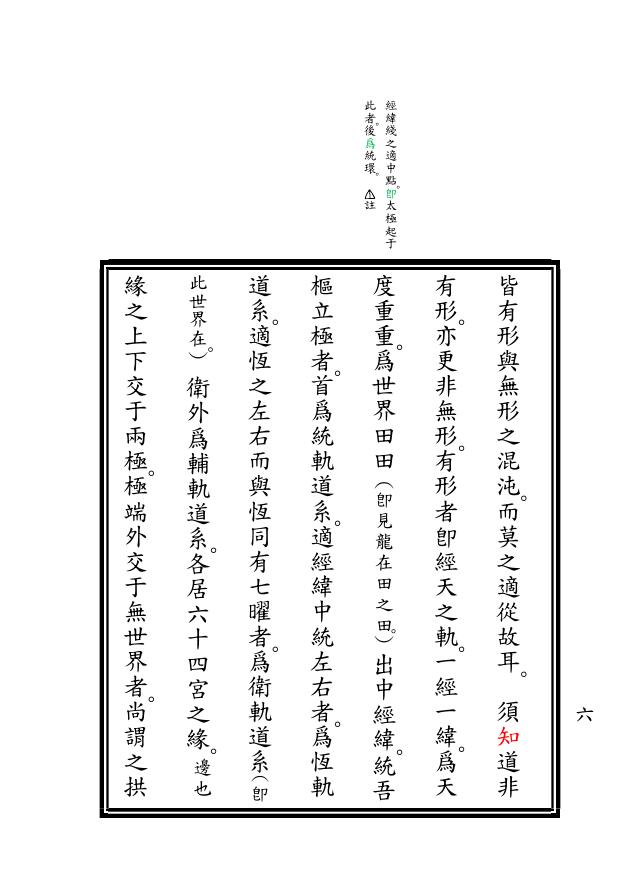 經緯綫之適中點。卽太極起于
此者。後爲統環。⚠註
皆有形與無形之混沌。而莫之適從故耳。 須知道非
有形。亦更非無形。有形者卽經天之軌。一經一緯。爲天
度重重。爲世界田田（卽見龍在田之田。）出中經緯。統吾
樞立極者。首爲統軌道系。適經緯中統左右者。爲恆軌
道系。適恆之左右而與恆同有七曜者。爲衛軌道系（卽
此世界在。）衛外爲輔軌道系。各居六十四宮之緣。邊也
緣之上下交于兩極。極端外交于無世界者。尚謂之拱
六